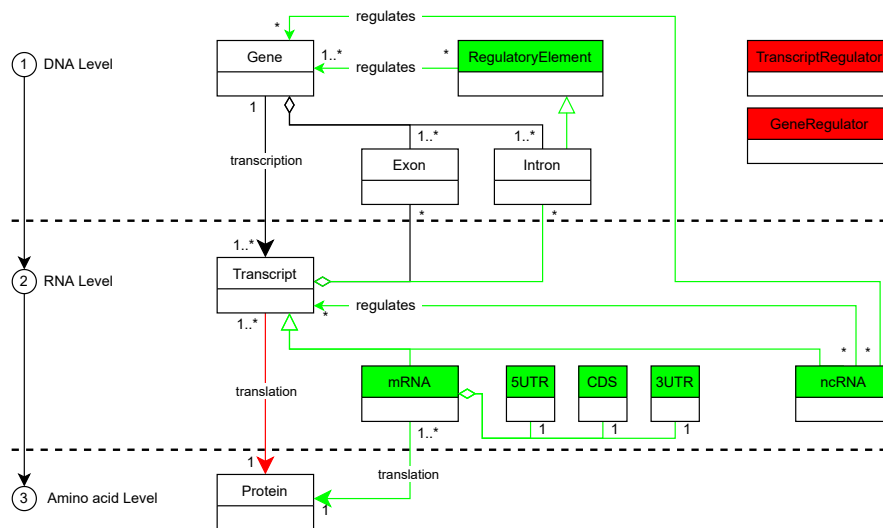 regulates
*
1..*
*
1 DNA Level
Gene
regulates
RegulatoryElement
TranscriptRegulator
1
GeneRegulator
1..*
1..*
transcription
Exon
Intron
*
*
1..*
2 RNA Level
Transcript
regulates
1..*
*
*
*
translation
mRNA
5UTR
CDS
3UTR
ncRNA
1..*
1
1
1
1
translation
3 Amino acid Level
Protein
1